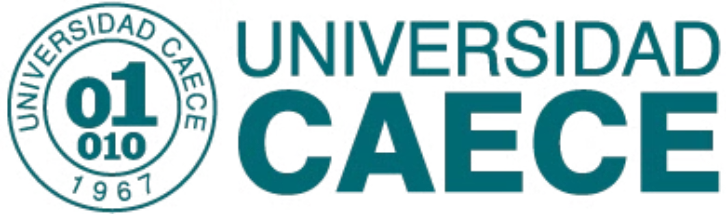 UNIVERSIDAD CAECE
01
010
1967
UNIVERSIDAD
CAECE